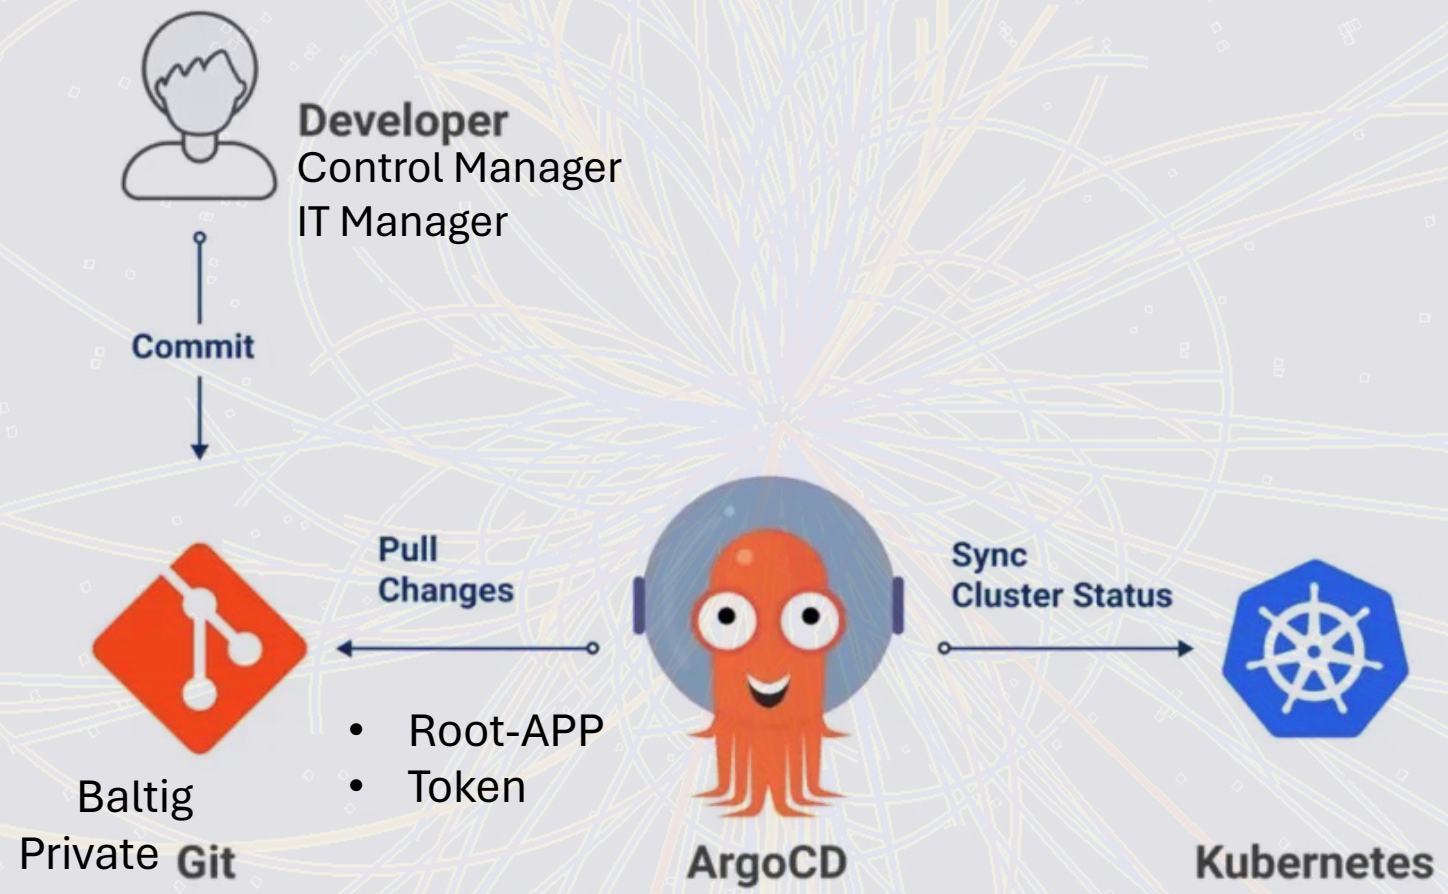 Developer
Control Manager
IT Manager
Commit
Pull
Changes
Sync
Cluster Status
• Root-APP
• Token
Baltig
Private Git
ArgoCD
Kubernetes